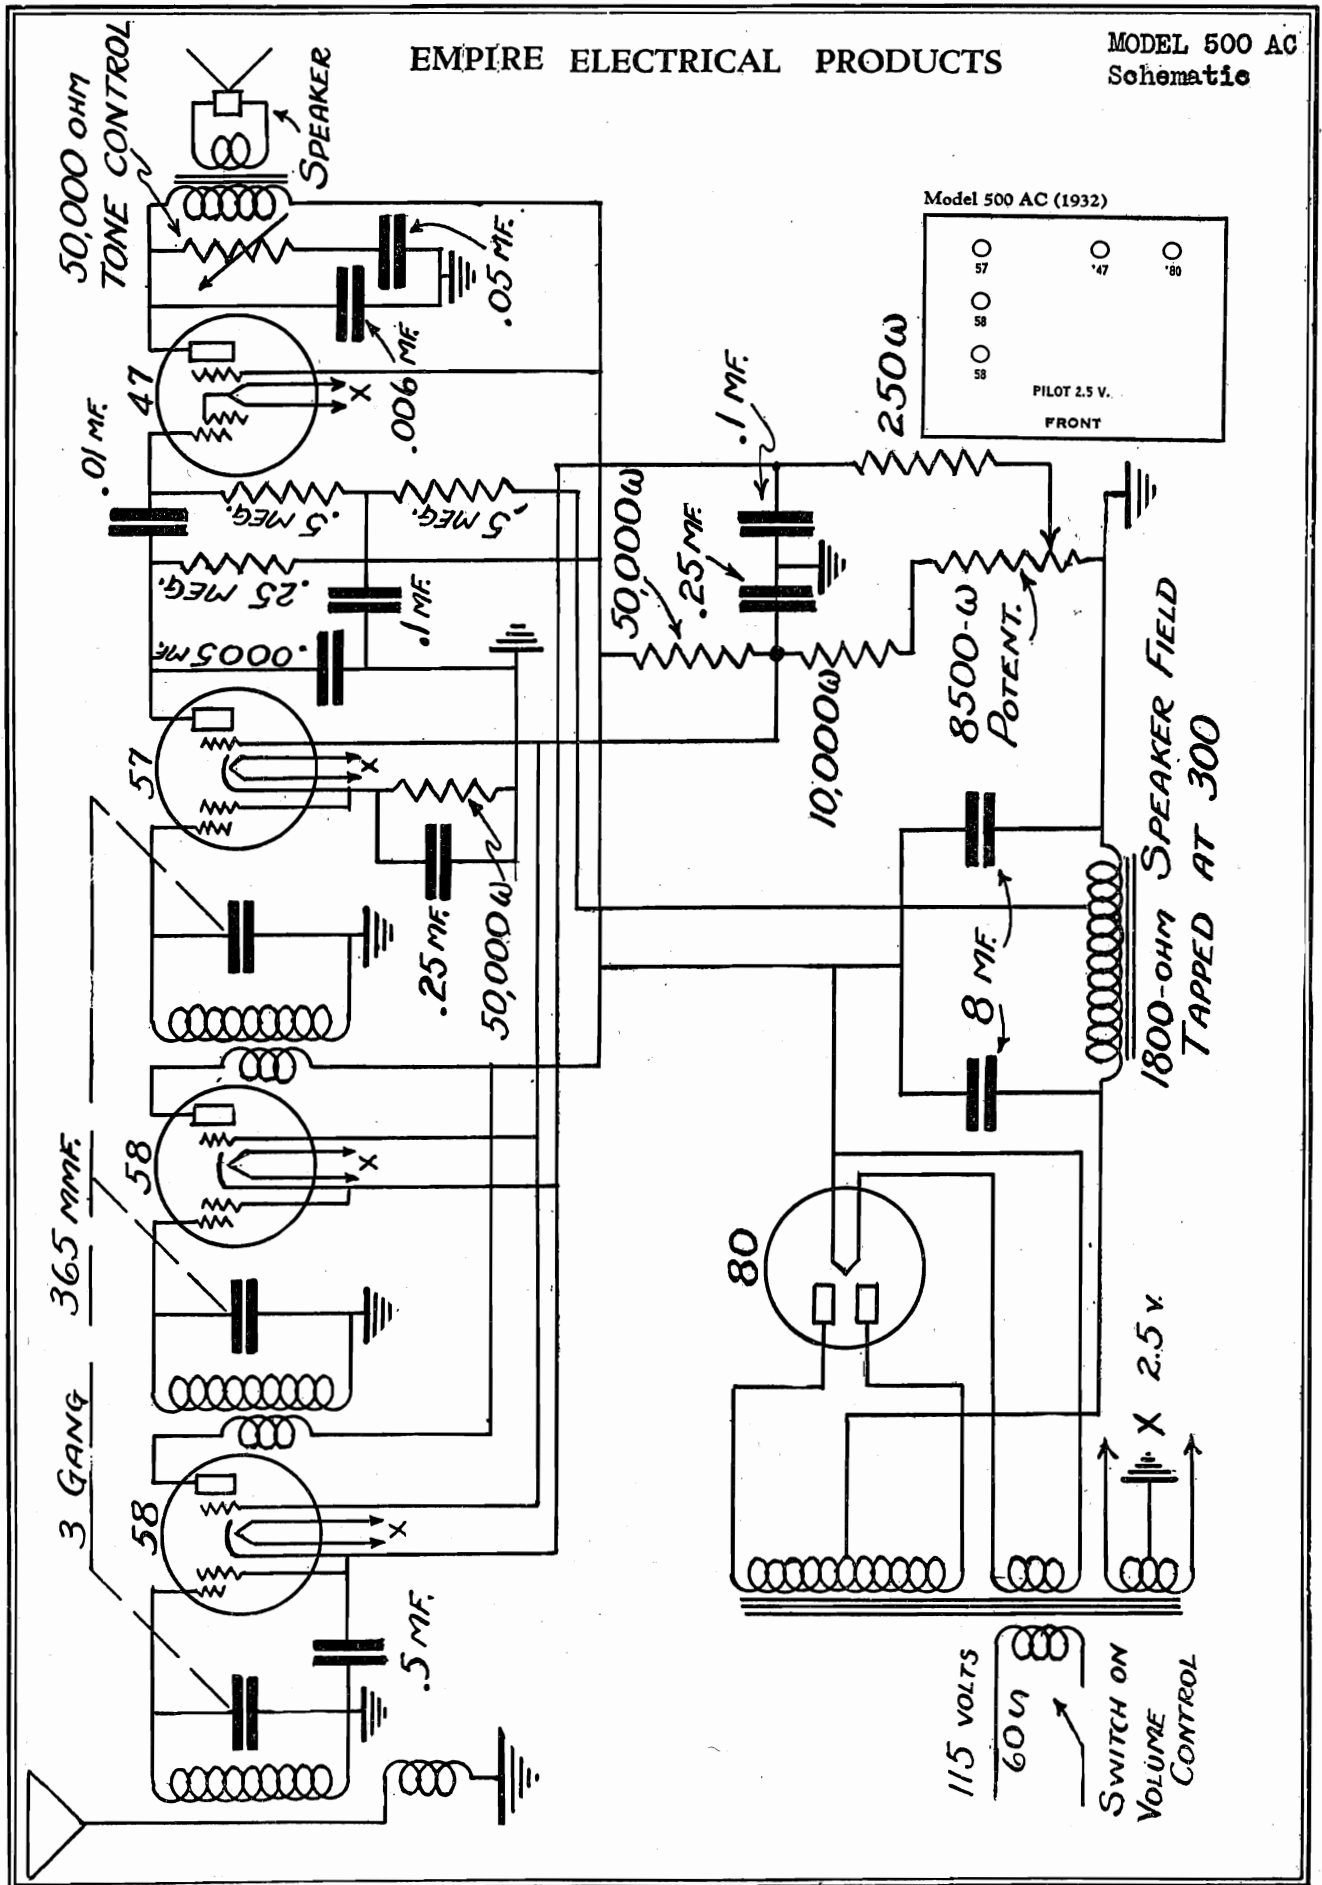 EMPIRE ELECTRICAL PRODUCTS
MODEL 500 AC
Schematic
50,000 OHM
TONE CONTROL
SPEAKER
.05 MF.
.006 MF.
47
.01 MF.
.5 MEG.
.5 MEG.
.25 MEG.
.1 MF.
.0005 MF.
57
X
X
.25 MF.
50,000 ω
3 GANG 365 MMF.
58
X
58
X
.5 MF.
Model 500 AC (1932)
57
'47
'80
58
58
PILOT 2.5 V.
FRONT
.1 MF.
250 ω
50,000 ω
.25 MF.
10,000 ω
8500-ω
POTENT.
8 MF.
1800-OHM SPEAKER FIELD
TAPPED AT 300
80
X 2.5 V.
115 VOLTS
60 ∿
SWITCH ON
VOLUME
CONTROL